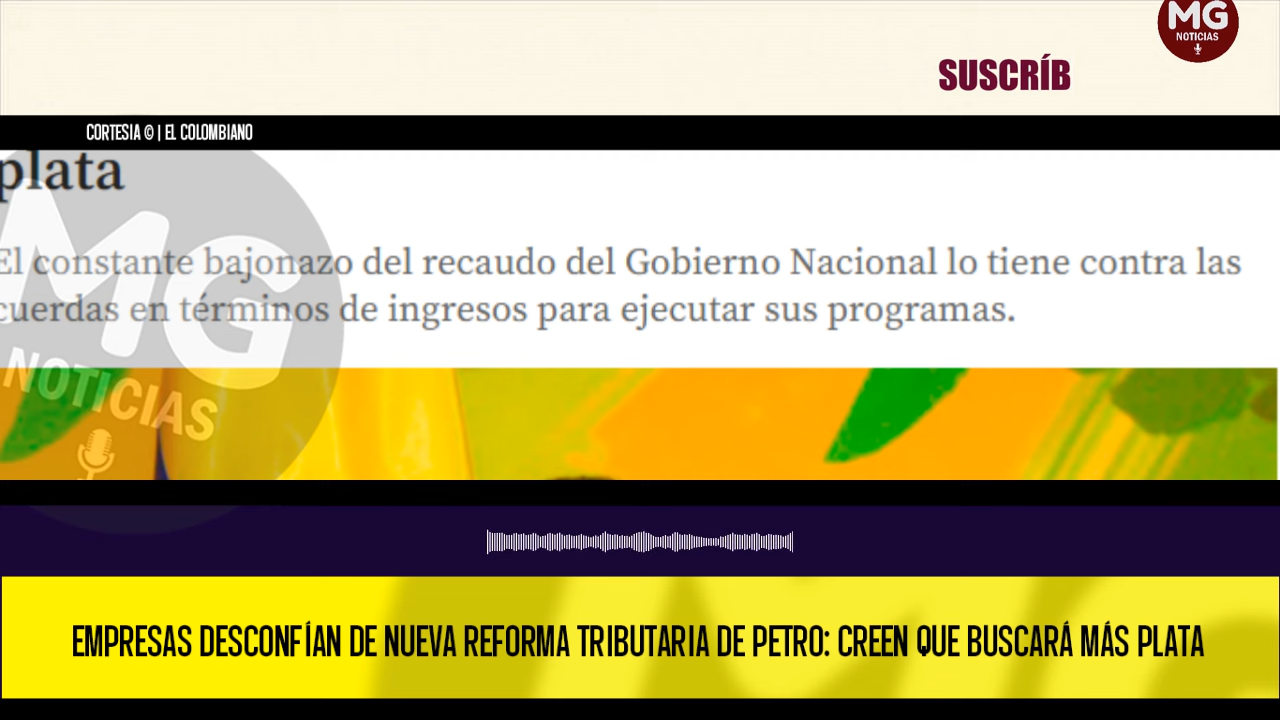 MG
NOTICIAS
SUSCRÍB
CORTESIA © | EL COLOMBIANO
plata
El constante bajonazo del recaudo del Gobierno Nacional lo tiene contra las
cuerdas en términos de ingresos para ejecutar sus programas.
MG
NOTICIAS
EMPRESAS DESCONFÍAN DE NUEVA REFORMA TRIBUTARIA DE PETRO: CREEN QUE BUSCARÁ MÁS PLATA